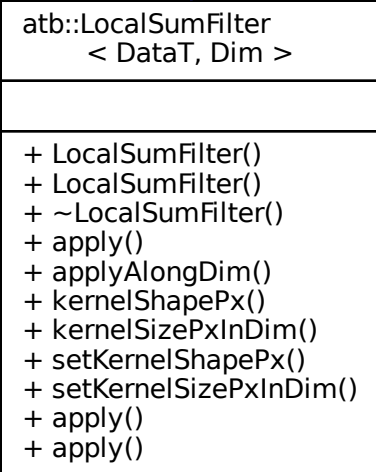 atb::LocalSumFilter
< DataT, Dim >
+ LocalSumFilter()
+ LocalSumFilter()
+ ~LocalSumFilter()
+ apply()
+ applyAlongDim()
+ kernelShapePx()
+ kernelSizePxInDim()
+ setKernelShapePx()
+ setKernelSizePxInDim()
+ apply()
+ apply()